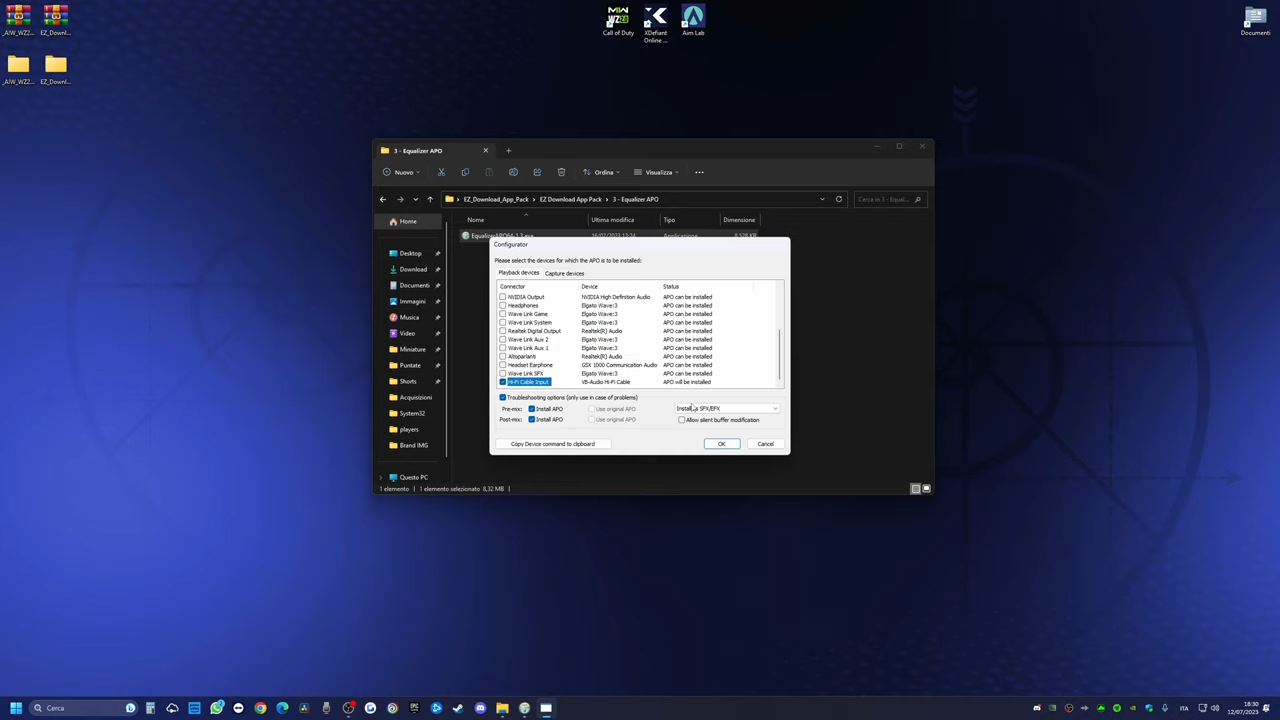 _AIW_WZ2...
EZ_Downl...
Call of Duty
XDefiant
Online ...
Aim Lab
Documenti
_AIW_WZ2...
EZ_Downl...
3 - Equalizer APO
Nuovo
Ordina
Visualizza
EZ_Download_App_Pack > EZ Download App Pack > 3 - Equalizer APO
Cerca in 3 - Equal...
Home
Nome
Ultima modifica
Tipo
Dimensione
EqualizerAPO64-1.3.exe
16/02/2023 13:24
Applicazione
8.528 KB
Desktop
Download
Documenti
Immagini
Musica
Video
Miniature
Puntate
Shorts
Acquisizioni
System32
players
Brand IMG
Questo PC
1 elemento
1 elemento selezionato 8,32 MB
Configurator
Please select the devices for which the APO is to be installed:
Playback devices
Capture devices
Connector Device Status
NVIDIA Output NVIDIA High Definition Audio APO can be installed
Headphones Elgato Wave:3 APO can be installed
Wave Link Game Elgato Wave:3 APO can be installed
Wave Link System Elgato Wave:3 APO can be installed
Realtek Digital Output Realtek(R) Audio APO can be installed
Wave Link Aux 2 Elgato Wave:3 APO can be installed
Wave Link Aux 1 Elgato Wave:3 APO can be installed
Altoparlanti Realtek(R) Audio APO can be installed
Headset Earphone GSX 1000 Communication Audio APO can be installed
Wave Link SFX Elgato Wave:3 APO can be installed
Hi-Fi Cable Input VB-Audio Hi-Fi Cable APO will be installed
Troubleshooting options (only use in case of problems)
Pre-mix: Install APO Use original APO
Install as SFX/EFX
Post-mix: Install APO Use original APO
Allow silent buffer modification
Copy Device command to clipboard
OK
Cancel
Cerca
ITA
18:30
12/07/2023